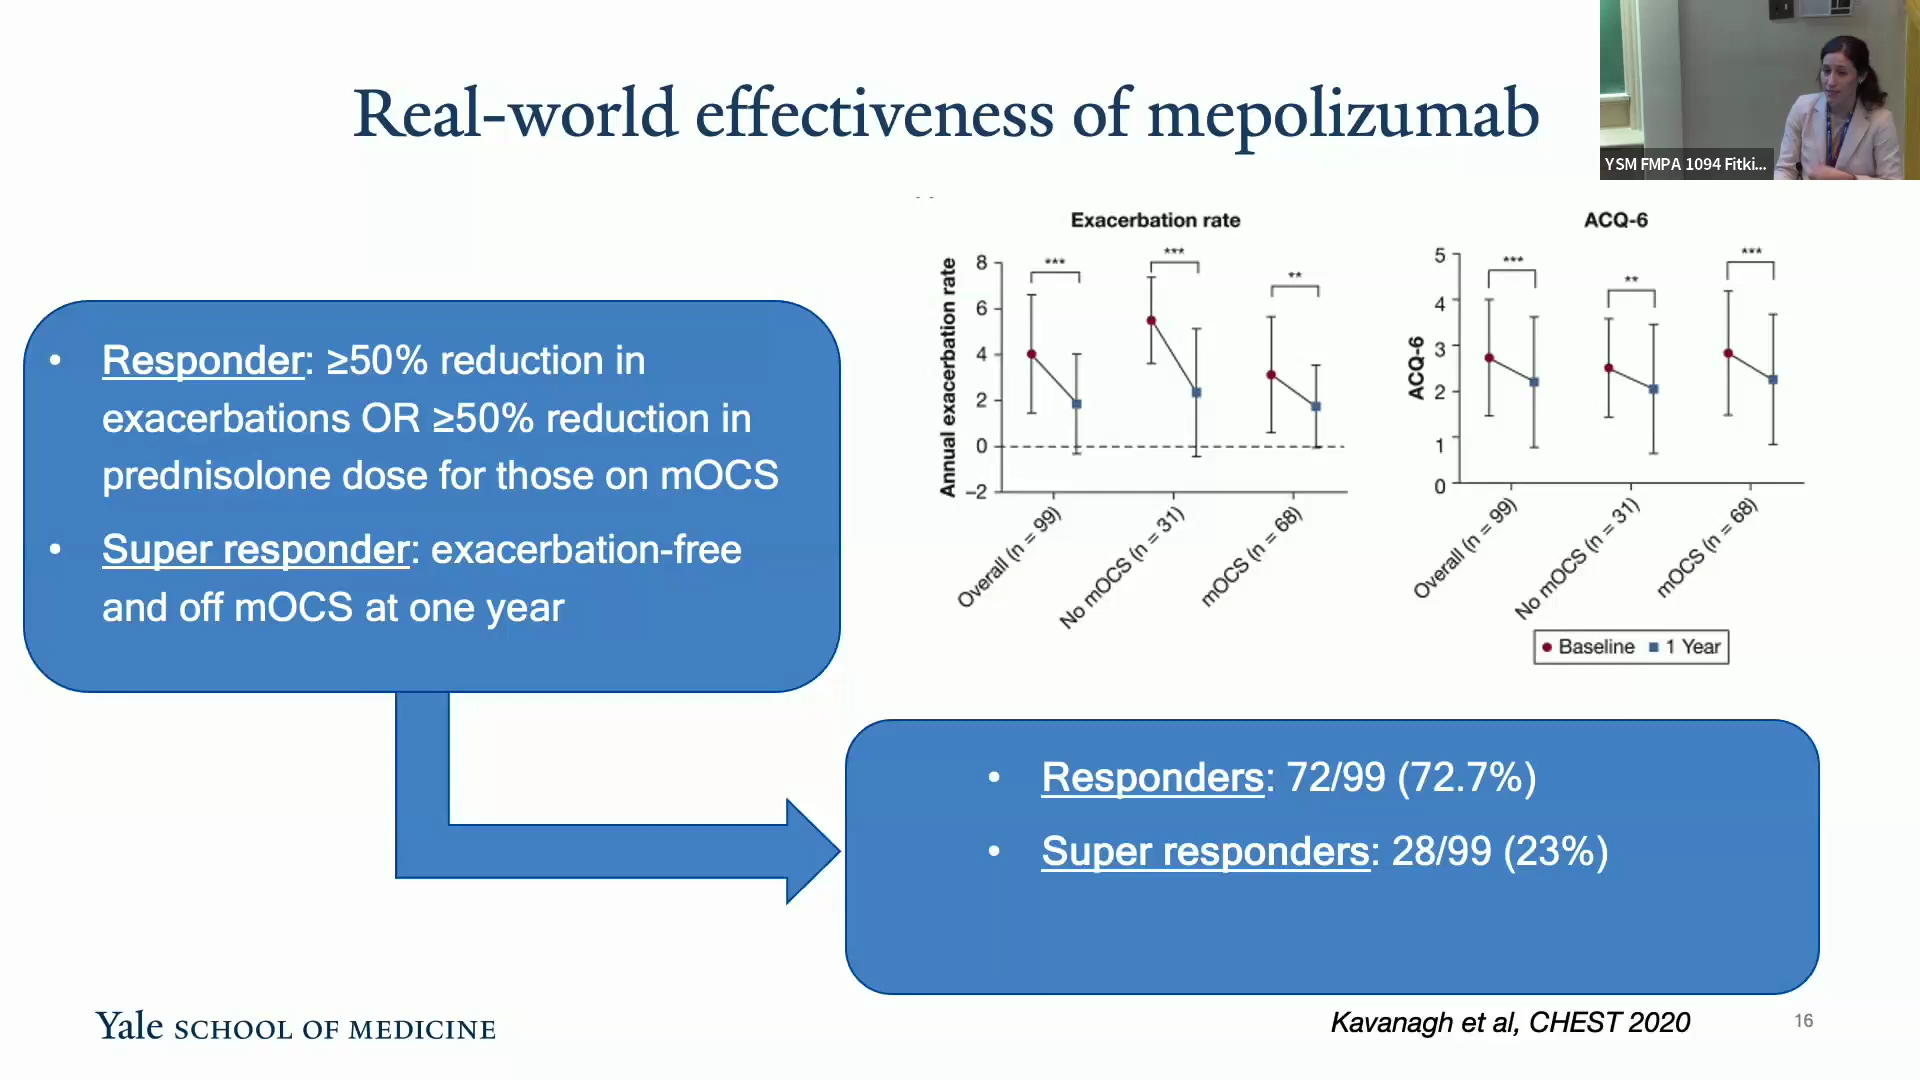 Real-world effectiveness of mepolizumab
YSM FMPA 1094 Fitki...
• Responder: ≥50% reduction in
exacerbations OR ≥50% reduction in
prednisolone dose for those on mOCS
• Super responder: exacerbation-free
and off mOCS at one year
Exacerbation rate
Annual exacerbation rate
8
6
4
2
0
−2
***
***
**
Overall (n = 99)
No mOCS (n = 31)
mOCS (n = 68)
ACQ-6
ACQ-6
5
4
3
2
1
0
***
**
***
Overall (n = 99)
No mOCS (n = 31)
mOCS (n = 68)
Baseline 1 Year
• Responders: 72/99 (72.7%)
• Super responders: 28/99 (23%)
Yale SCHOOL OF MEDICINE
Kavanagh et al, CHEST 2020
16